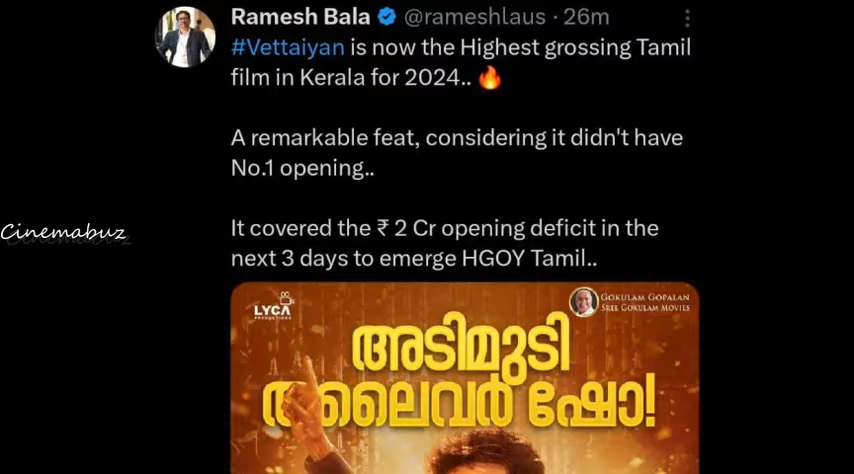 Ramesh Bala @rameshlaus · 26m
#Vettaiyan is now the Highest grossing Tamil
film in Kerala for 2024.. 🔥
A remarkable feat, considering it didn't have
No.1 opening..
It covered the ₹ 2 Cr opening deficit in the
next 3 days to emerge HGOY Tamil..
Cinemabuz
LYCA
PRODUCTIONS
GOKULAM GOPALAN
SREE GOKULAM MOVIES
അടിമുടി
തലൈവർ ഷോ!